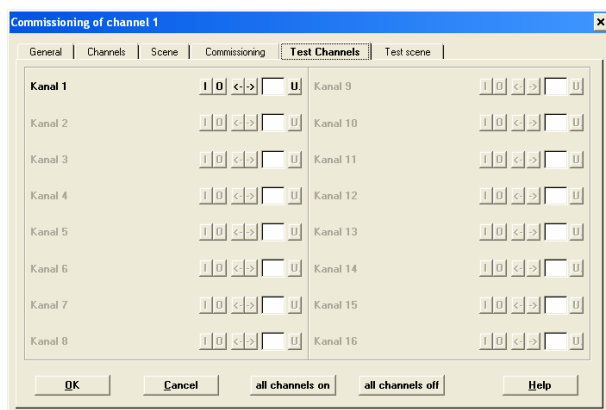 Commissioning of channel 1
General Channels Scene Commissioning Test Channels Test scene
Kanal 1 I 0 <- -> U Kanal 9 I 0 <- -> U
Kanal 2 I 0 <- -> U Kanal 10 I 0 <- -> U
Kanal 3 I 0 <- -> U Kanal 11 I 0 <- -> U
Kanal 4 I 0 <- -> U Kanal 12 I 0 <- -> U
Kanal 5 I 0 <- -> U Kanal 13 I 0 <- -> U
Kanal 6 I 0 <- -> U Kanal 14 I 0 <- -> U
Kanal 7 I 0 <- -> U Kanal 15 I 0 <- -> U
Kanal 8 I 0 <- -> U Kanal 16 I 0 <- -> U
OK Cancel all channels on all channels off Help